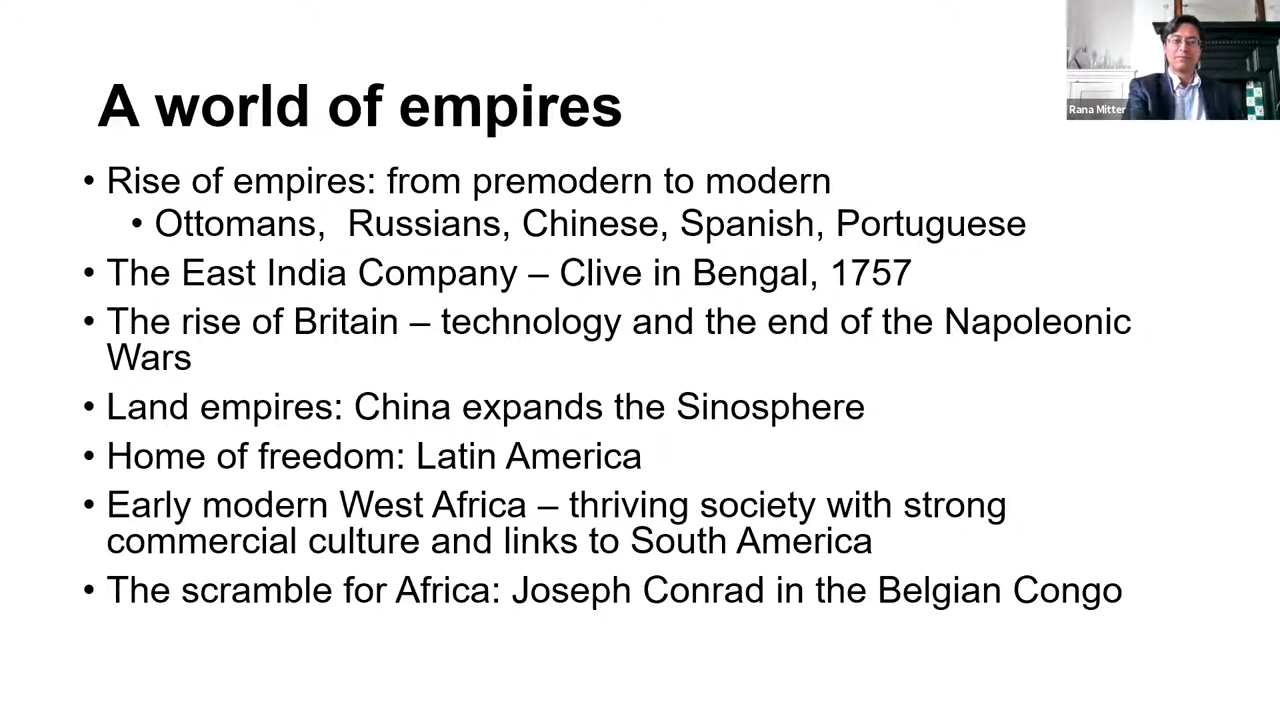 A world of empires
Rana Mitter
• Rise of empires: from premodern to modern
• Ottomans,  Russians, Chinese, Spanish, Portuguese
• The East India Company – Clive in Bengal, 1757
• The rise of Britain – technology and the end of the Napoleonic
Wars
• Land empires: China expands the Sinosphere
• Home of freedom: Latin America
• Early modern West Africa – thriving society with strong
commercial culture and links to South America
• The scramble for Africa: Joseph Conrad in the Belgian Congo